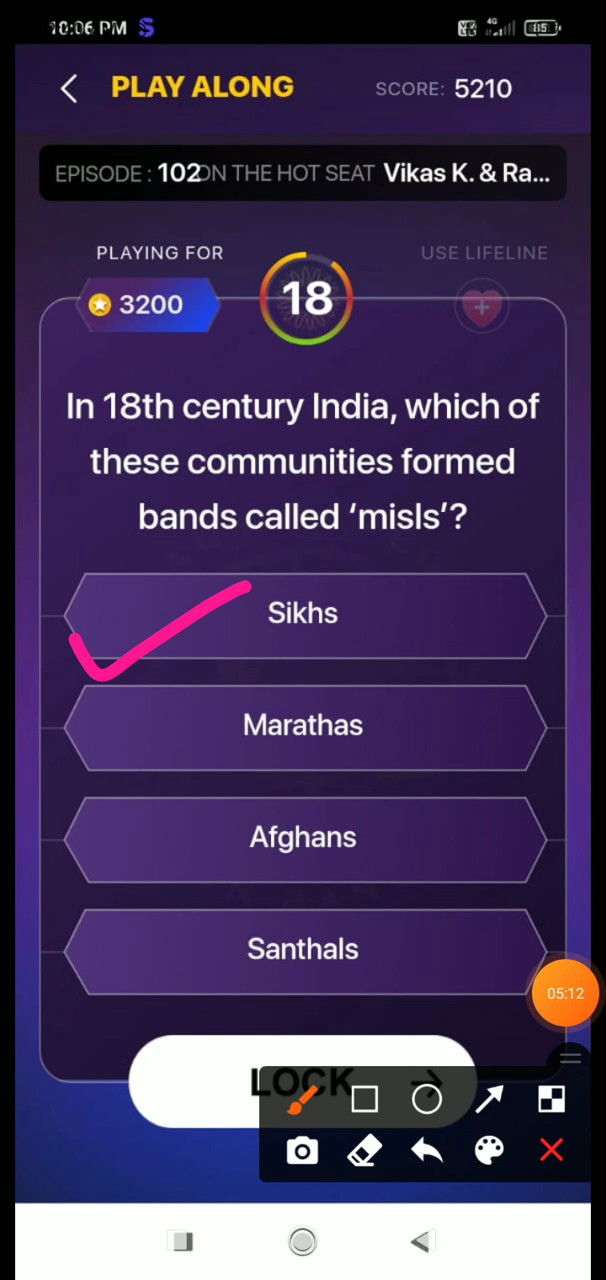 10:06 PM
4G 85
PLAY ALONG SCORE: 5210
EPISODE : 102 ON THE HOT SEAT Vikas K. & Ra...
PLAYING FOR USE LIFELINE
3200 18
In 18th century India, which of
these communities formed
bands called ‘misls’?
Sikhs
Marathas
Afghans
Santhals
05:12
LOCK